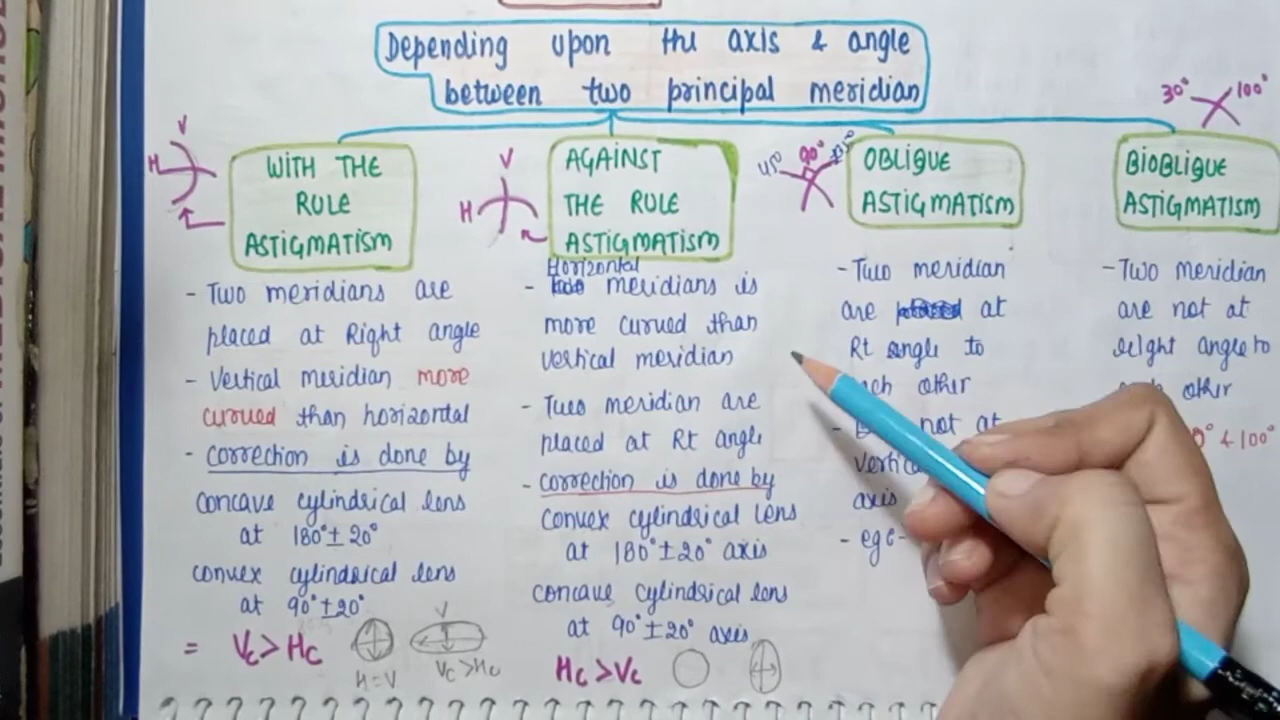 Depending upon the axis & angle
between two principal meridian
V
H
WITH THE
RULE
ASTIGMATISM
- Two meridians are
placed at Right angle
- Vertical meridian more
curved than horizontal
- correction is done by
concave cylindrical lens
at 180°± 20°
convex cylindrical lens
at 90°±20°
= Vc > Hc
H=V
V
Vc >Hc
V
H
AGAINST
THE RULE
ASTIGMATISM
Horizontal
- meridians is
more curved than
vertical meridian
- Two meridian are
placed at Rt angle
- correction is done by
convex cylindrical lens
at 180°±20° axis
concave cylindrical lens
at 90°±20° axis
Hc > Vc
45°
90°
OBLIQUE
ASTIGMATISM
- Two meridian
are at
Rt angle to
other
- not at
axis
- eg:-
30°
100°
BIOBLIQUE
ASTIGMATISM
- Two meridian
are not at
right angle to
other
& 100°